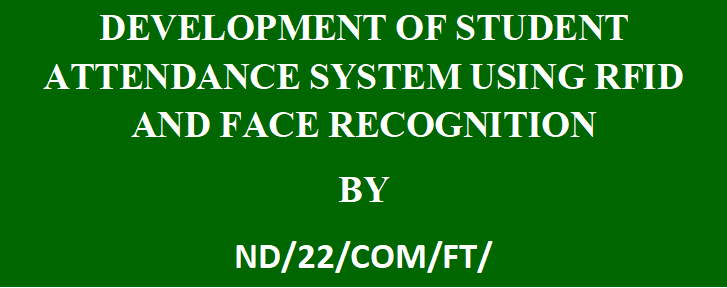 DEVELOPMENT OF STUDENT
ATTENDANCE SYSTEM USING RFID
AND FACE RECOGNITION
BY
ND/22/COM/FT/